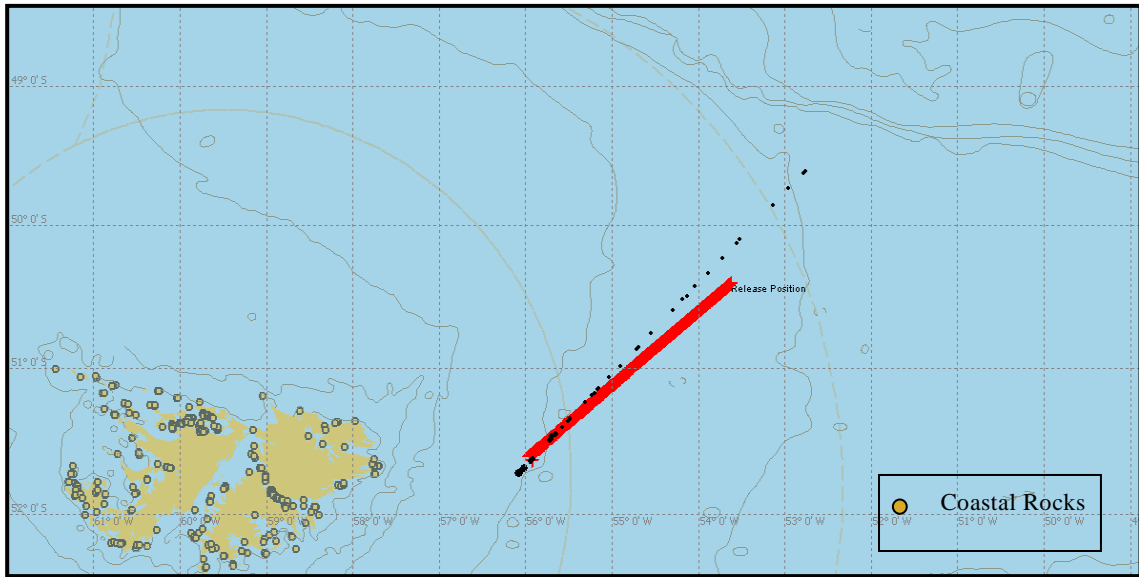 49°0' S
50°0' S
Release Position
51°0' S
Coastal Rocks
52°0' S
61°0' W 60°0' W 59°0' W 58°0' W 57°0' W 56°0' W 55°0' W 54°0' W 53°0' W 52°0' W 51°0' W 50°0' W